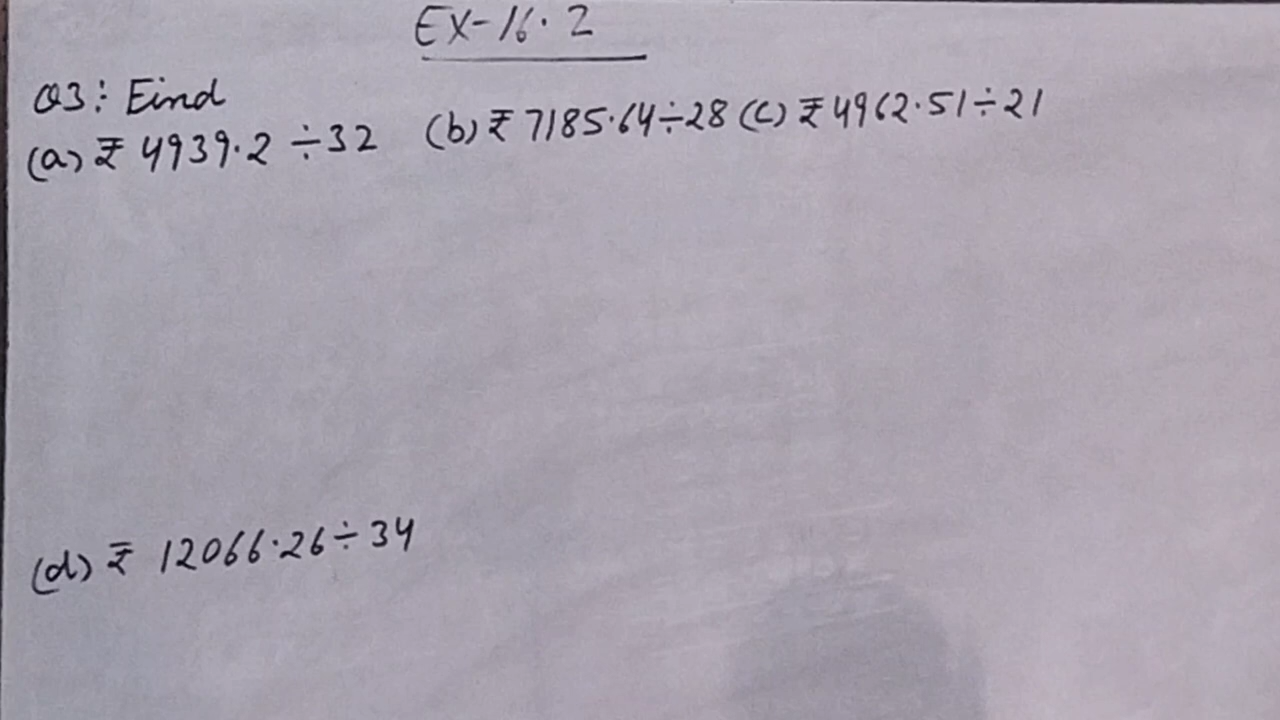 EX-16.2
Q3: Find
(a) ₹ 4939.2 ÷ 32 (b) ₹ 7185.64 ÷ 28 (c) ₹ 4962.51 ÷ 21
(d) ₹ 12066.26 ÷ 34